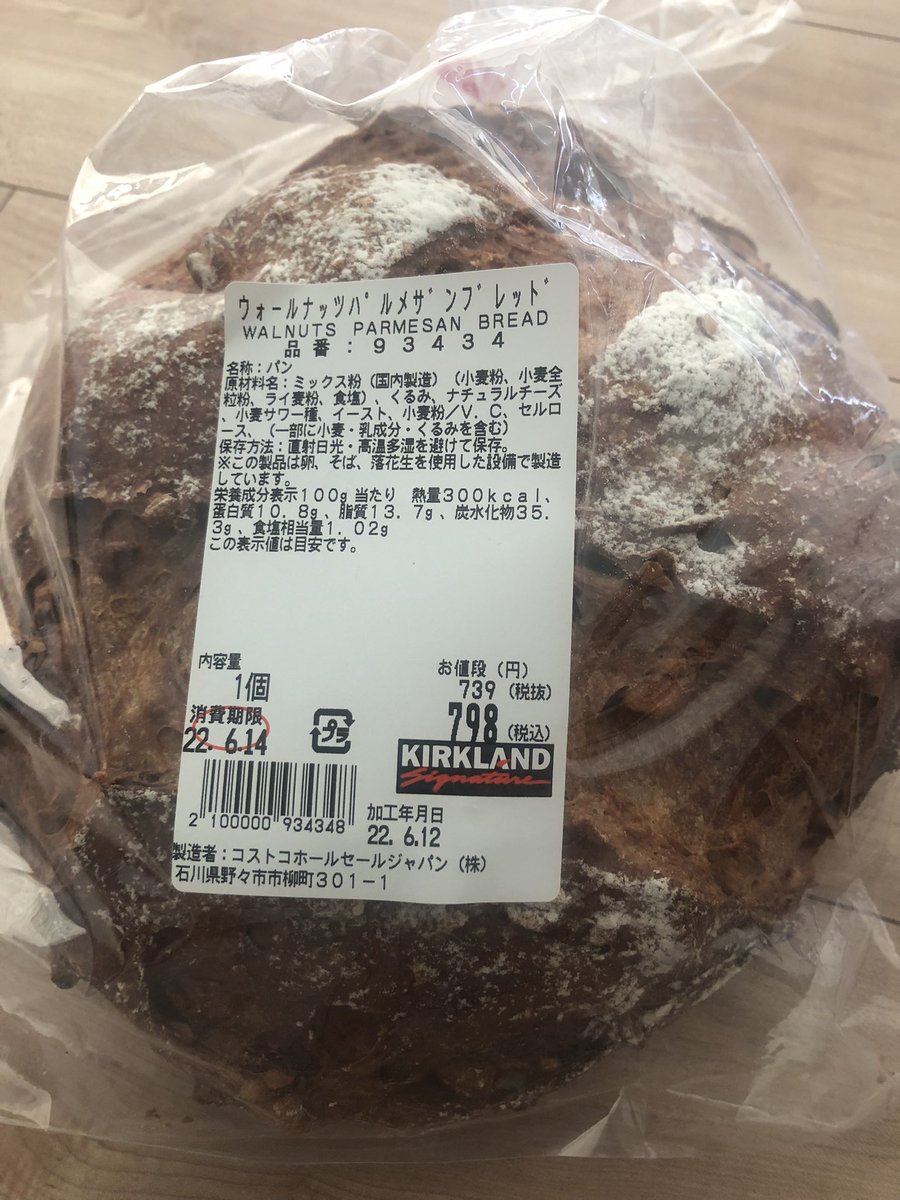 ウォールナッツパルメザンブレッド
WALNUTS PARMESAN BREAD
品番:93434
名称:パン
原材料名:ミックス粉(国内製造)(小麦粉、小麦全
粒粉、ライ麦粉、食塩)、くるみ、ナチュラルチーズ
、小麦サワー種、イースト、小麦粉/V.C、セルロ
ース、(一部に小麦・乳成分・くるみを含む)
保存方法:直射日光・高温多湿を避けて保存。
※この製品は卵、そば、落花生を使用した設備で製造
しています。
栄養成分表示100g当たり 熱量300kcal、
蛋白質10.8g、脂質13.7g、炭水化物35.
3g、食塩相当量1.02g
この表示値は目安です。
内容量
1個
お値段(円)
739(税抜)
798(税込)
消費期限
22.6.14
プラ
KIRKLAND
Signature
2 100000 934348
加工年月日
22.6.12
製造者:コストコホールセールジャパン(株)
石川県野々市市柳町301-1